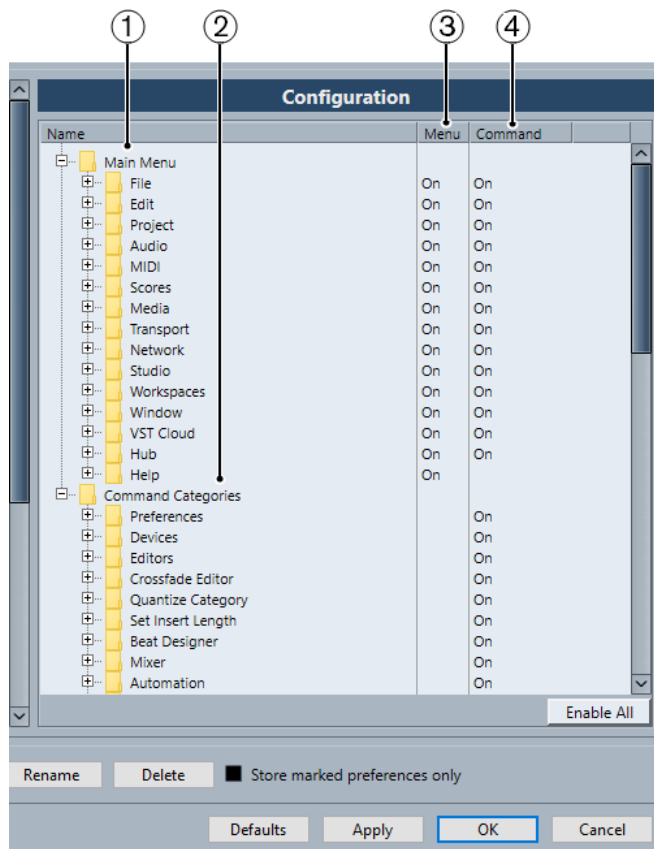 1 2 3 4
Configuration
Name Menu Command
Main Menu
File On On
Edit On On
Project On On
Audio On On
MIDI On On
Scores On On
Media On On
Transport On On
Network On On
Studio On On
Workspaces On On
Window On On
VST Cloud On On
Hub On On
Help On
Command Categories
Preferences On
Devices On
Editors On
Crossfade Editor On
Quantize Category On
Set Insert Length On
Beat Designer On
Mixer On
Automation On
Enable All
Rename Delete Store marked preferences only
Defaults Apply OK Cancel